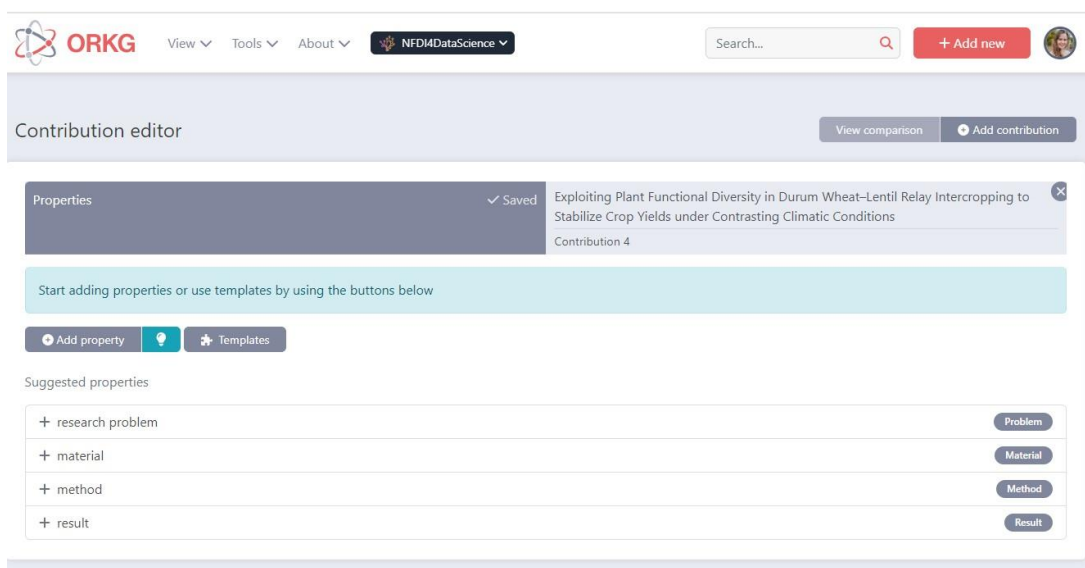 ORKG View Tools About NFDI4DataScience Search... + Add new
Contribution editor View comparison Add contribution
Properties ✓ Saved
Exploiting Plant Functional Diversity in Durum Wheat–Lentil Relay Intercropping to
Stabilize Crop Yields under Contrasting Climatic Conditions
Contribution 4
Start adding properties or use templates by using the buttons below
Add property Templates
Suggested properties
+ research problem Problem
+ material Material
+ method Method
+ result Result